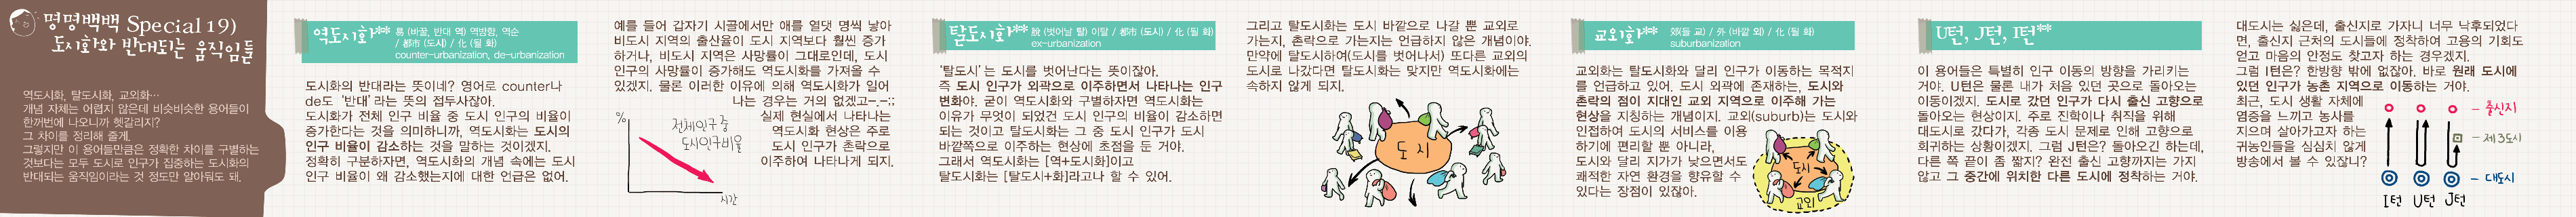 명명백백 Special 19)
도시화와 반대되는 움직임들
역도시화, 탈도시화, 교외화…
개념 자체는 어렵지 않은데 비슷비슷한 용어들이
한꺼번에 나오니까 헷갈리지?
그 차이를 정리해 줄게.
그렇지만 이 용어들만큼은 정확한 차이를 구별하는
것보다는 모두 도시로 인구가 집중하는 도시화의
반대되는 움직임이라는 것 정도만 알아둬도 돼.
역도시화** 易 (바꿀, 반대 역) 역방향, 역순
/ 都市 (도시) / 化 (될 화)
counter-urbanization, de-urbanization
도시화의 반대라는 뜻이네? 영어로 counter나
de도 '반대'라는 뜻의 접두사잖아.
도시화가 전체 인구 비율 중 도시 인구의 비율이
증가한다는 것을 의미하니까, 역도시화는 도시의
인구 비율이 감소하는 것을 말하는 것이겠지.
정확히 구분하자면, 역도시화의 개념 속에는 도시
인구 비율이 왜 감소했는지에 대한 언급은 없어.
예를 들어 갑자기 시골에서만 애를 열댓 명씩 낳아
비도시 지역의 출산율이 도시 지역보다 훨씬 증가
하거나, 비도시 지역은 사망률이 그대로인데, 도시
인구의 사망률이 증가해도 역도시화를 가져올 수
있겠지. 물론 이러한 이유에 의해 역도시화가 일어
나는 경우는 거의 없겠고-.-;;
실제 현실에서 나타나는
역도시화 현상은 주로
도시 인구가 촌락으로
이주하여 나타나게 되지.
%
전체인구 중
도시인구비율
시간
탈도시화** 脫 (벗어날 탈) 이탈 / 都市 (도시) / 化 (될 화)
ex-urbanization
'탈도시'는 도시를 벗어난다는 뜻이잖아.
즉 도시 인구가 외곽으로 이주하면서 나타나는 인구
변화야. 굳이 역도시화와 구별하자면 역도시화는
이유가 무엇이 되었건 도시 인구의 비율이 감소하면
되는 것이고 탈도시화는 그 중 도시 인구가 도시
바깥쪽으로 이주하는 현상에 초점을 둔 거야.
그래서 역도시화는 [역+도시화]이고
탈도시화는 [탈도시+화]라고나 할 수 있어.
그리고 탈도시화는 도시 바깥으로 나갈 뿐 교외로
가는지, 촌락으로 가는지는 언급하지 않은 개념이야.
만약에 탈도시하여(도시를 벗어나서) 또다른 교외의
도시로 나갔다면 탈도시화는 맞지만 역도시화에는
속하지 않게 되지.
도시
교외화** 郊(들 교) / 外 (바깥 외) / 化 (될 화)
suburbanization
교외화는 탈도시화와 달리 인구가 이동하는 목적지
를 언급하고 있어. 도시 외곽에 존재하는, 도시와
촌락의 점이 지대인 교외 지역으로 이주해 가는
현상을 지칭하는 개념이지. 교외(suburb)는 도시와
인접하여 도시의 서비스를 이용
하기에 편리할 뿐 아니라,
도시와 달리 지가가 낮으면서도
쾌적한 자연 환경을 향유할 수
있다는 장점이 있잖아.
도시
교외
U턴, J턴, I턴**
이 용어들은 특별히 인구 이동의 방향을 가리키는
거야. U턴은 물론 내가 처음 있던 곳으로 돌아오는
이동이겠지. 도시로 갔던 인구가 다시 출신 고향으로
돌아오는 현상이지. 주로 진학이나 취직을 위해
대도시로 갔다가, 각종 도시 문제로 인해 고향으로
회귀하는 상황이겠지. 그럼 J턴은? 돌아오긴 하는데,
다른 쪽 끝이 좀 짧지? 완전 출신 고향까지는 가지
않고 그 중간에 위치한 다른 도시에 정착하는 거야.
대도시는 싫은데, 출신지로 가자니 너무 낙후되었다
면, 출신지 근처의 도시들에 정착하여 고용의 기회도
얻고 마음의 안정도 찾고자 하는 경우겠지.
그럼 I턴은? 한방향 밖에 없잖아. 바로 원래 도시에
있던 인구가 농촌 지역으로 이동하는 거야.
최근, 도시 생활 자체에
염증을 느끼고 농사를
지으며 살아가고자 하는
귀농인들을 심심치 않게
방송에서 볼 수 있잖니?
출신지
제3도시
대도시
I턴 U턴 J턴